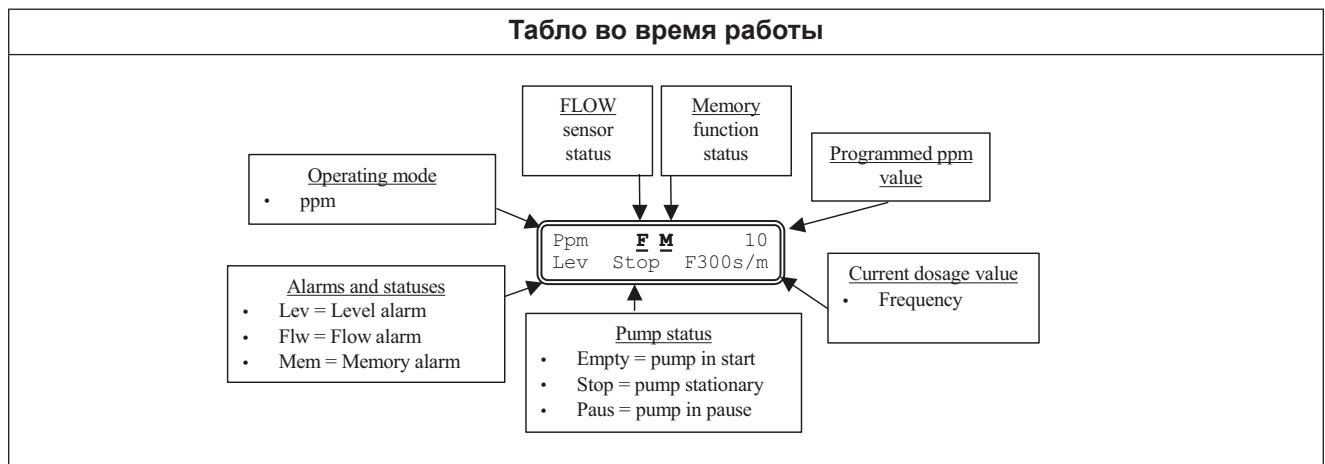 Табло во время работы
FLOW
sensor
status
Memory
function
status
Programmed ppm
value
Operating mode
• ppm
Ppm F M 10
Lev Stop F300s/m
Alarms and statuses
• Lev = Level alarm
• Flw = Flow alarm
• Mem = Memory alarm
Current dosage value
• Frequency
Pump status
• Empty = pump in start
• Stop = pump stationary
• Paus = pump in pause